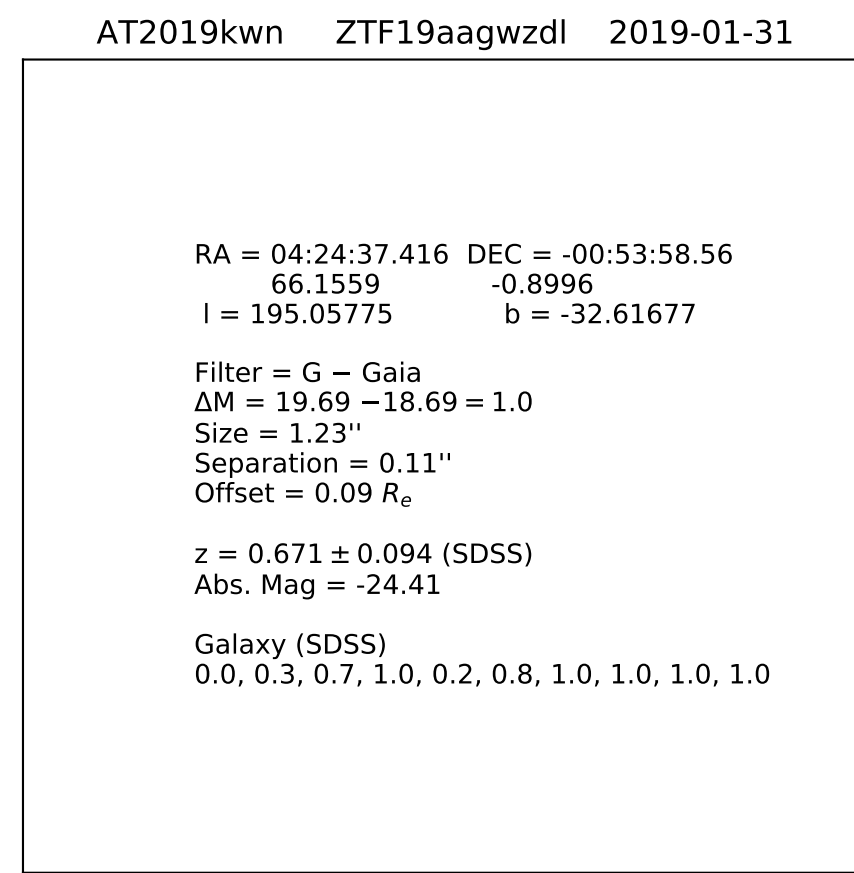 AT2019kwn ZTF19aagwzdl 2019-01-31
RA = 04:24:37.416 DEC = -00:53:58.56
66.1559 -0.8996
l = 195.05775 b = -32.61677
Filter = G − Gaia
ΔM = 19.69 −18.69 = 1.0
Size = 1.23''
Separation = 0.11''
Offset = 0.09 Rₑ
z = 0.671 ± 0.094 (SDSS)
Abs. Mag = -24.41
Galaxy (SDSS)
0.0, 0.3, 0.7, 1.0, 0.2, 0.8, 1.0, 1.0, 1.0, 1.0